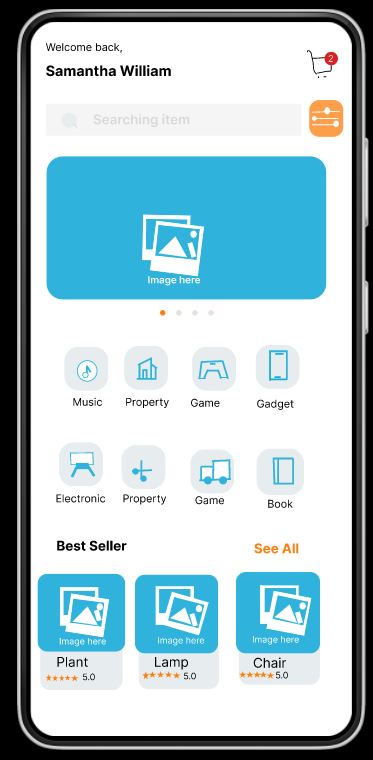 Welcome back,
Samantha William
2
Searching item
Image here
Music Property Game Gadget
Electronic Property Game Book
Best Seller See All
Image here Image here Image here
Plant Lamp Chair
5.0 5.0 5.0